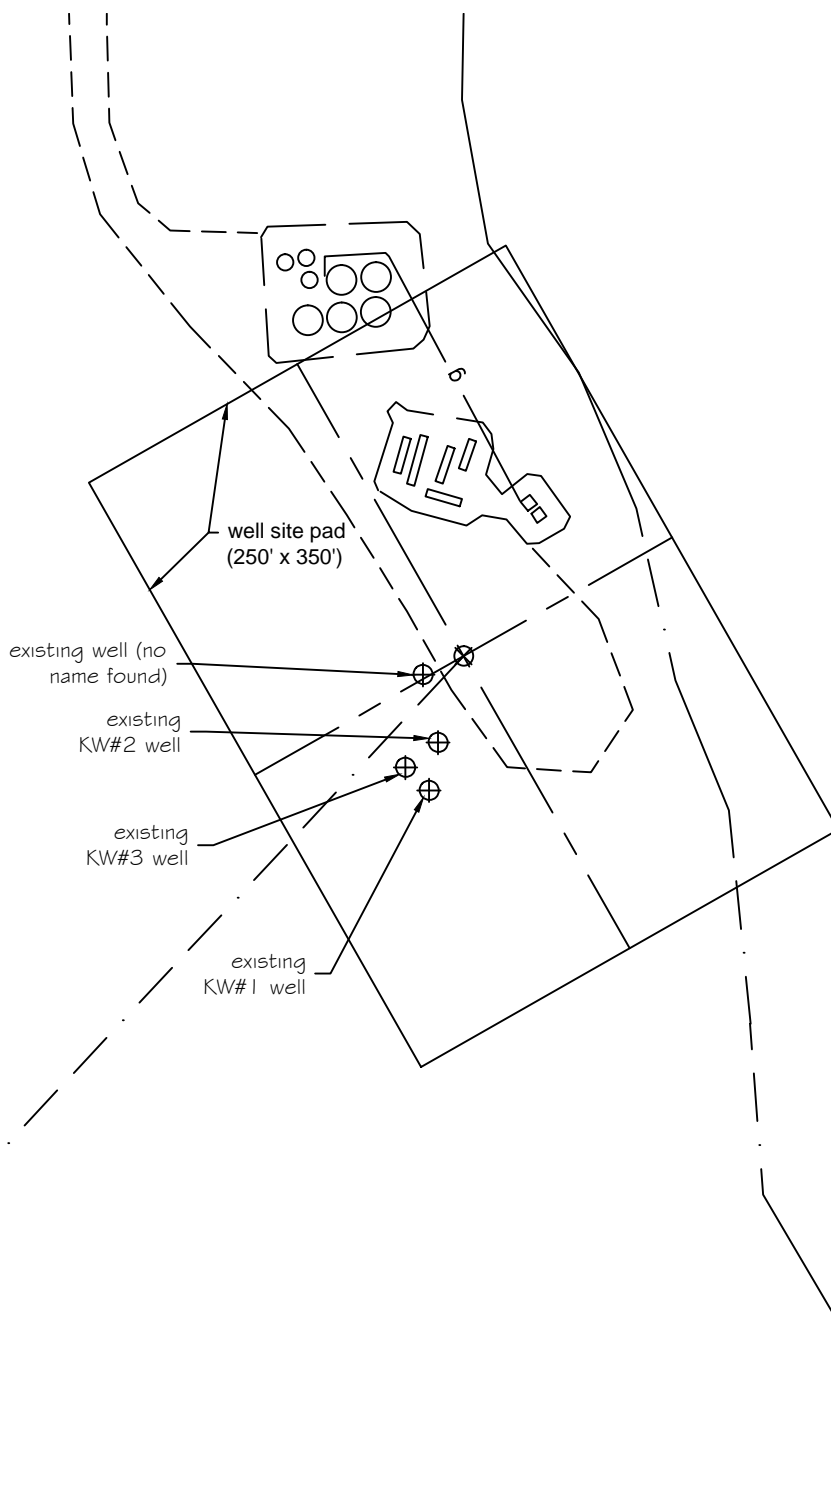 g
well site pad
(250' x 350')
existing well (no
name found)
existing
KW#2 well
existing
KW#3 well
existing
KW#1 well